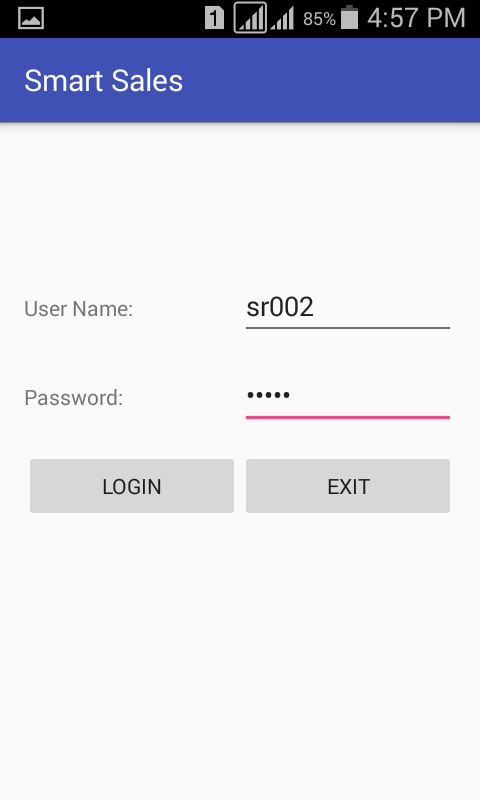 1 85% 4:57 PM
Smart Sales
User Name: sr002
Password: •••••
LOGIN EXIT